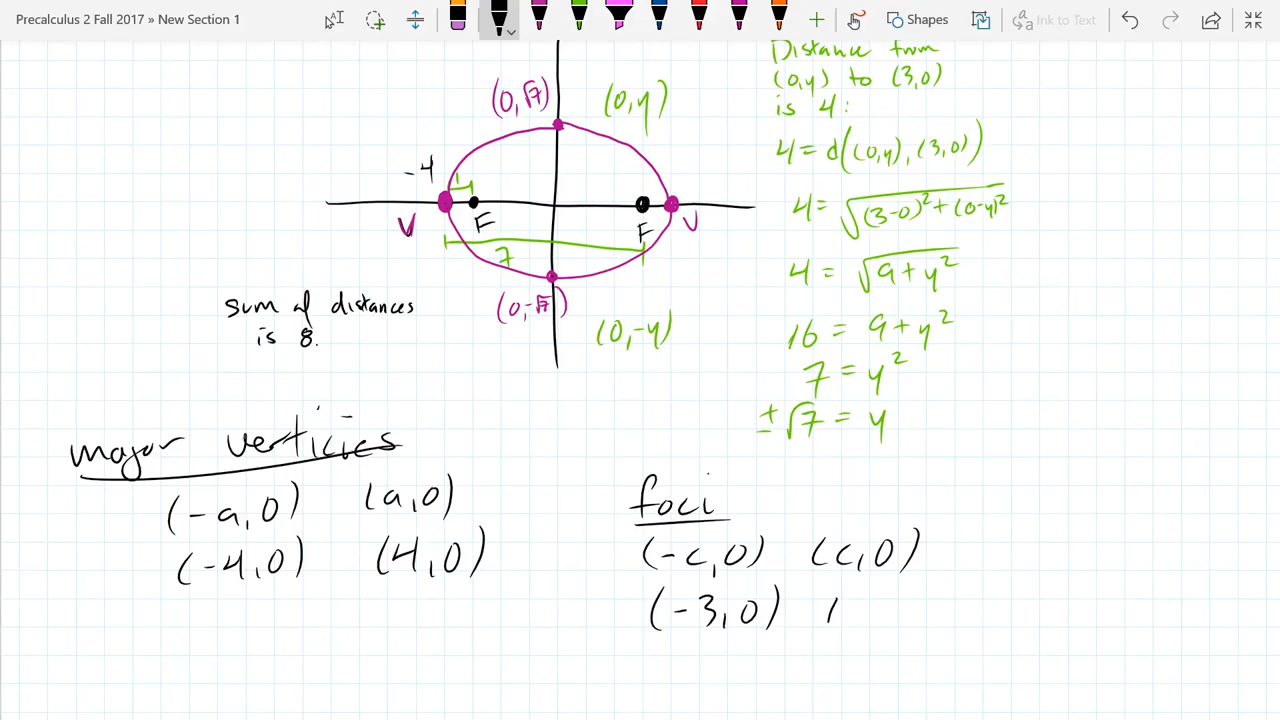 Precalculus 2 Fall 2017 » New Section 1
Shapes
Ink to Text
Distance from
(0,y) to (3,0)
is 4:
4 = d((0,y), (3,0))
4 = √(3-0)² + (0-y)²
4 = √9 + y²
16 = 9 + y²
7 = y²
± √7 = y
(0,√7)
(0,y)
-4
1
V
F
F
V
7
(0,-√7)
(0,-y)
sum of distances
is 8.
major verticies
(-a,0) (a,0)
(-4,0) (4,0)
foci
(-c,0) (c,0)
(-3,0) (